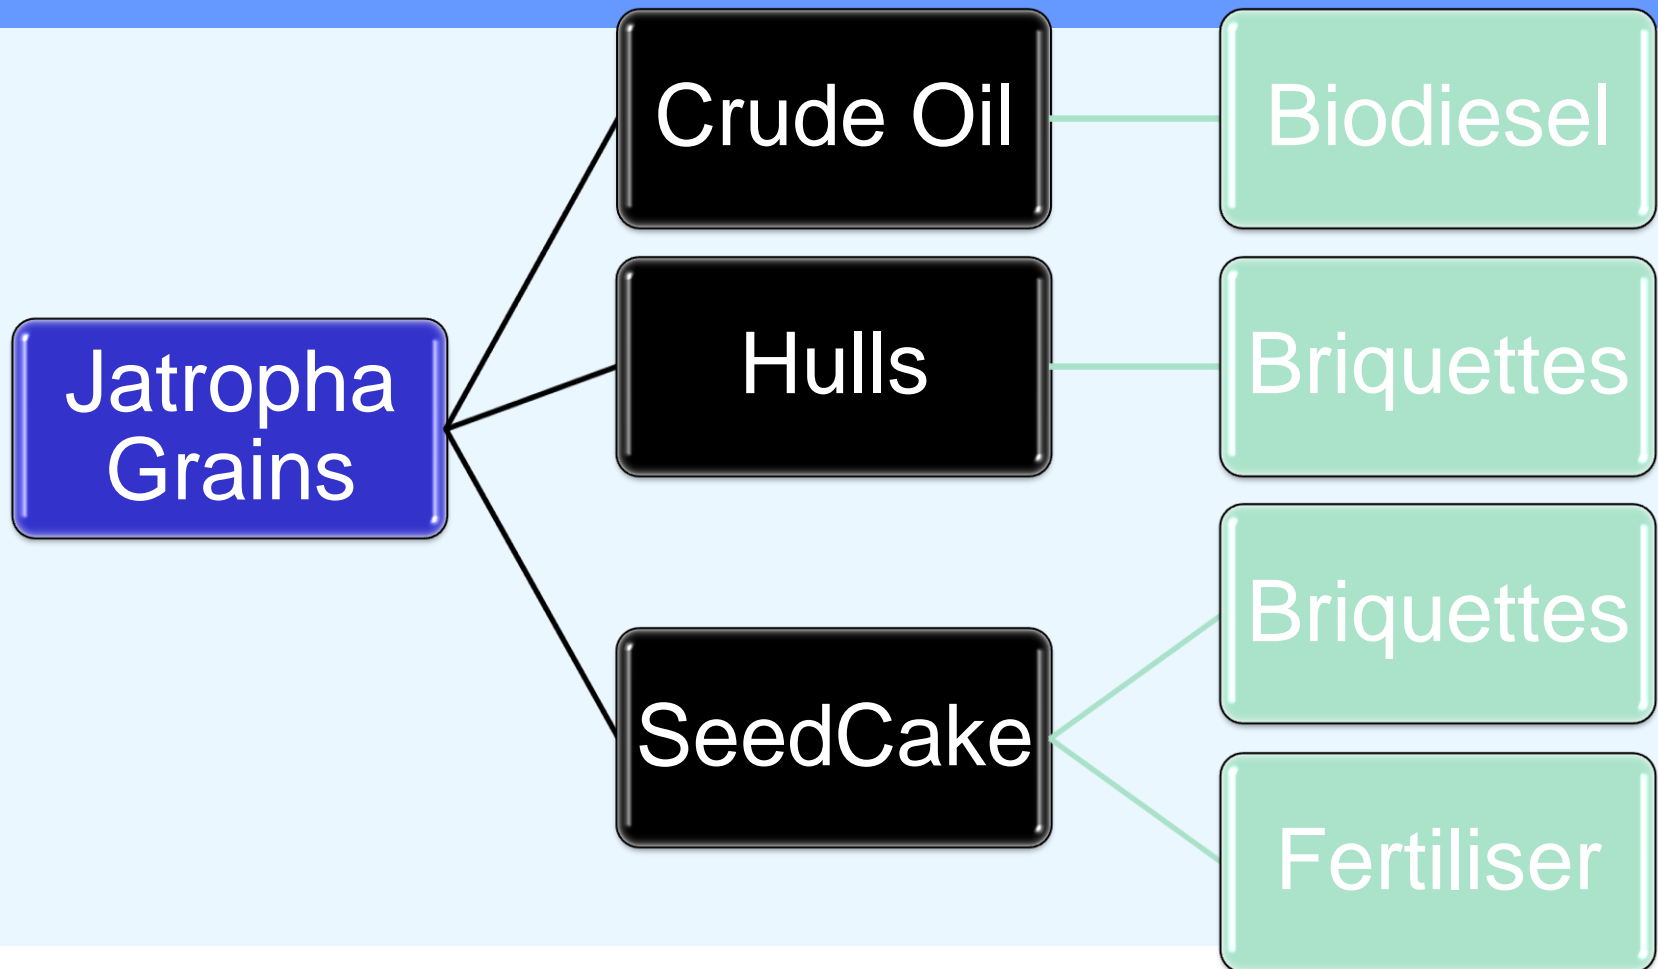 Jatropha
Grains
Crude Oil
Hulls
SeedCake
Biodiesel
Briquettes
Briquettes
Fertiliser